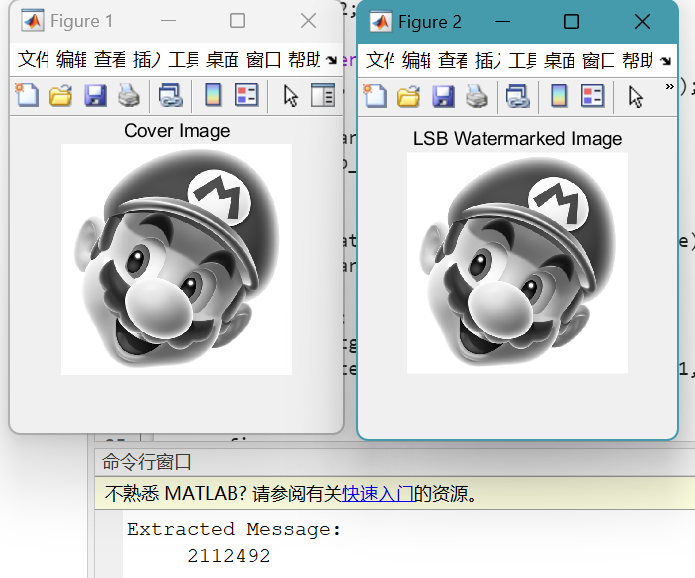 Figure 1
Figure 2
文件 编辑 查看 插入 工具 桌面 窗口 帮助
文件 编辑 查看 插入 工具 桌面 窗口 帮助
Cover Image
LSB Watermarked Image
M
M
命令行窗口
不熟悉 MATLAB? 请参阅有关快速入门的资源。
Extracted Message:
2112492